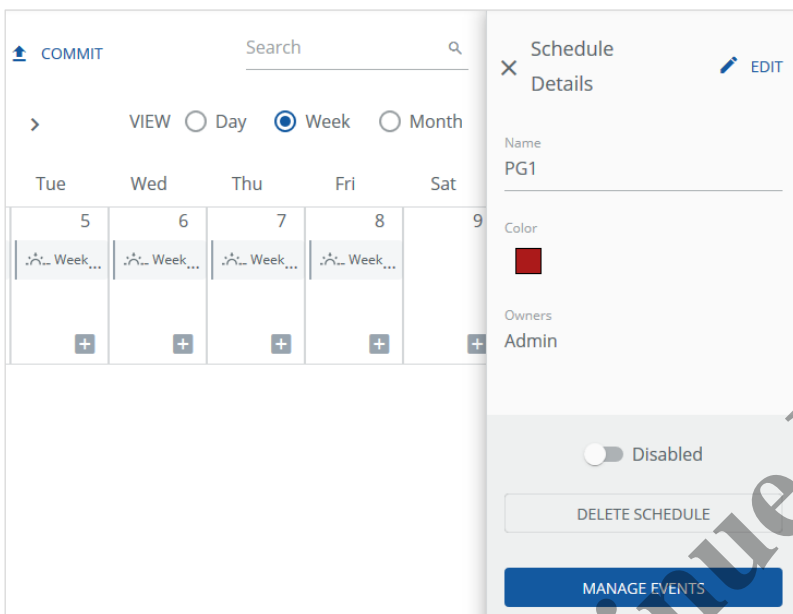 COMMIT
Search
VIEW Day Week Month
Tue Wed Thu Fri Sat
5 6 7 8 9
Week... Week... Week... Week...
Schedule
Details
EDIT
Name
PG1
Color
Owners
Admin
Disabled
DELETE SCHEDULE
MANAGE EVENTS